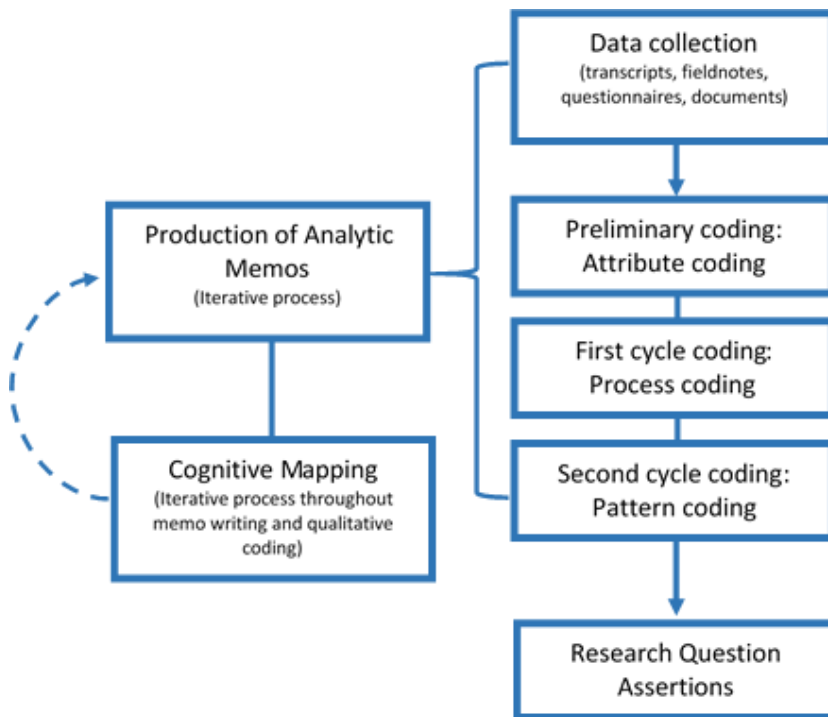 Data collection
(transcripts, fieldnotes,
questionnaires, documents)
Production of Analytic
Memos
(Iterative process)
Preliminary coding:
Attribute coding
First cycle coding:
Process coding
Cognitive Mapping
(Iterative process throughout
memo writing and qualitative
coding)
Second cycle coding:
Pattern coding
Research Question
Assertions